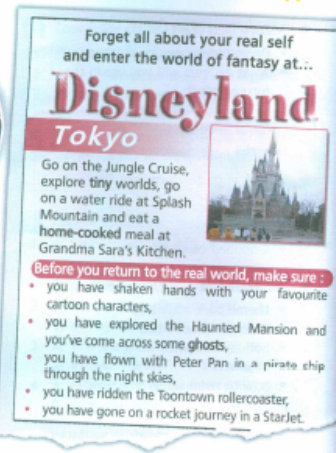 Forget all about your real self
and enter the world of fantasy at...
Disneyland
Tokyo
Go on the Jungle Cruise,
explore tiny worlds, go
on a water ride at Splash
Mountain and eat a
home-cooked meal at
Grandma Sara's Kitchen.
Before you return to the real world, make sure :
• you have shaken hands with your favourite
cartoon characters,
• you have explored the Haunted Mansion and
you've come across some ghosts,
• you have flown with Peter Pan in a pirate ship
through the night skies,
• you have ridden the Toontown rollercoaster,
• you have gone on a rocket journey in a StarJet.